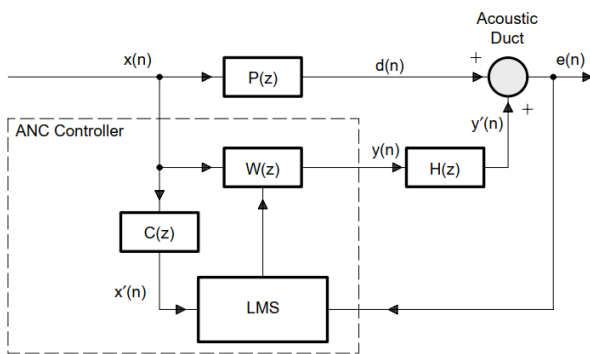 Acoustic
Duct
x(n)
P(z)
d(n)
+
e(n)
+
y′(n)
ANC Controller
W(z)
y(n)
H(z)
C(z)
x′(n)
LMS